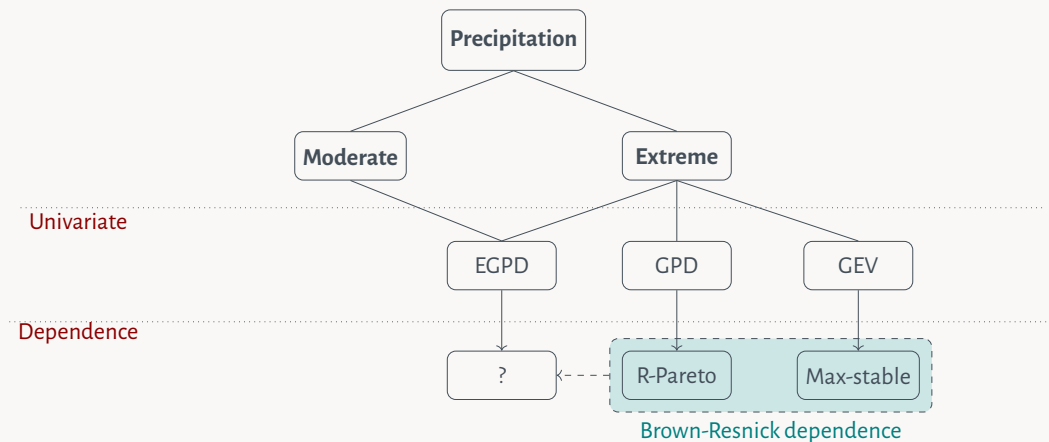 Precipitation
Moderate
Extreme
Univariate
EGPD
GPD
GEV
Dependence
?
R-Pareto
Max-stable
Brown-Resnick dependence